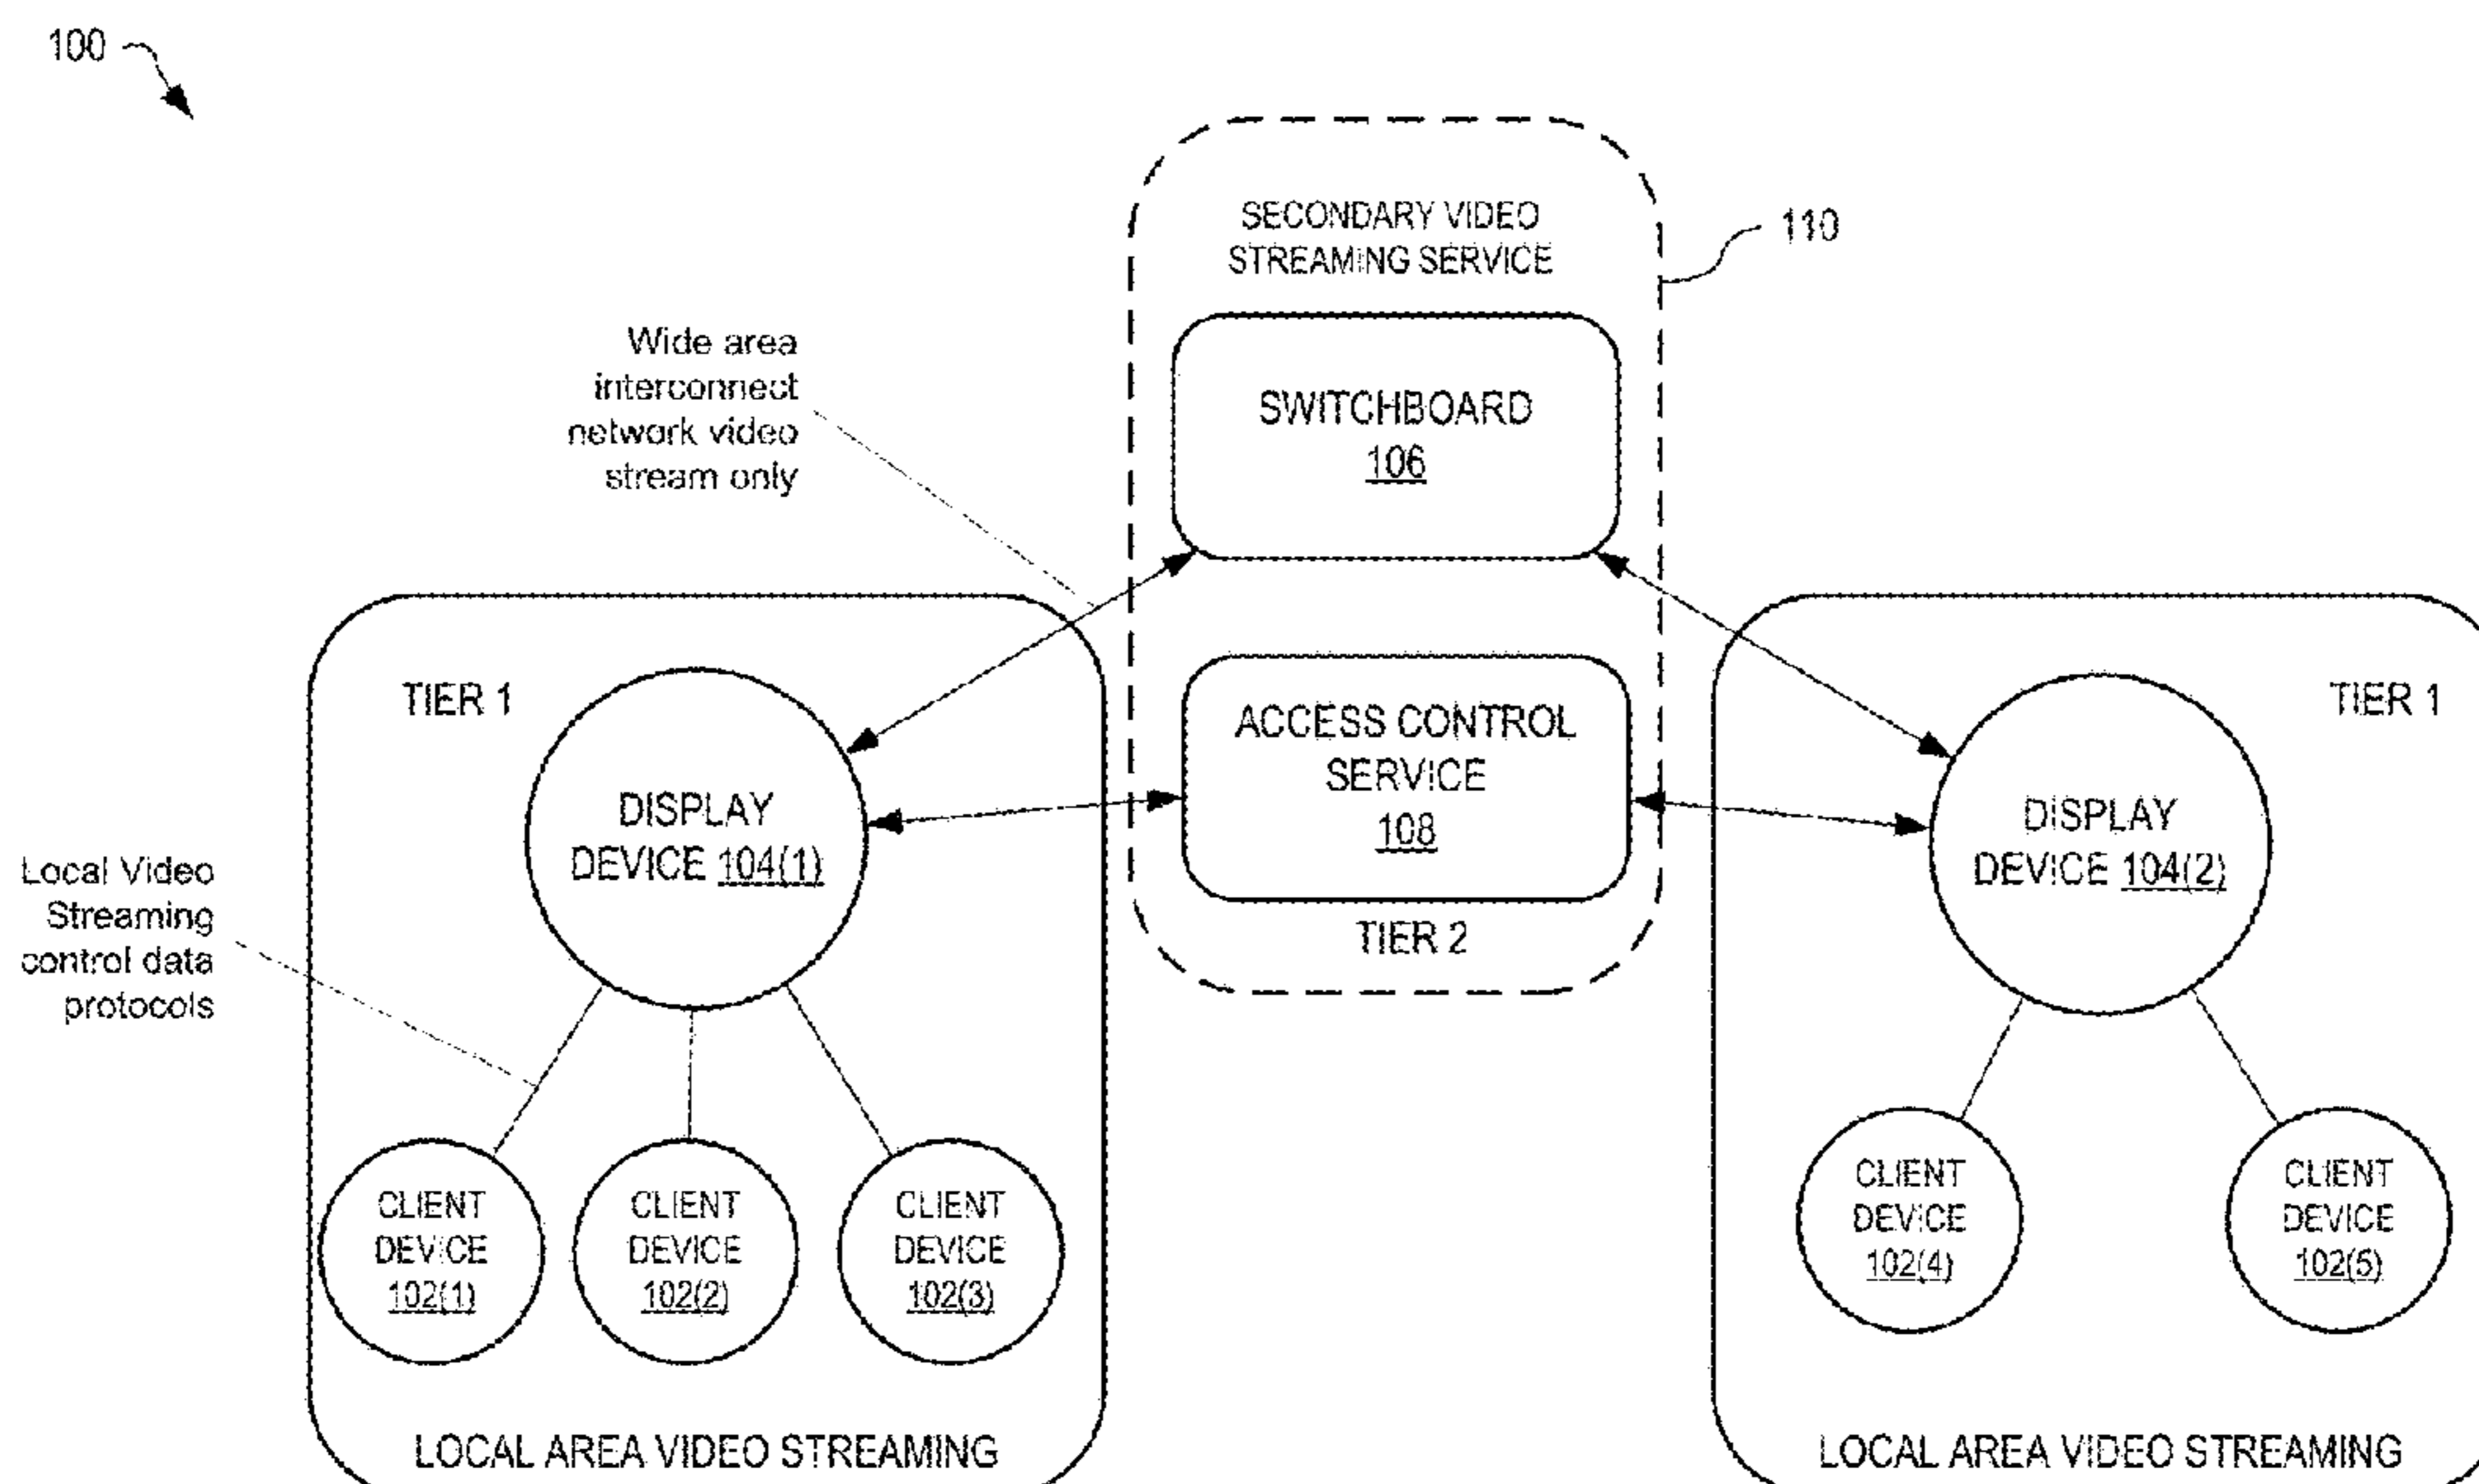 100
SECONDARY VIDEO
STREAMING SERVICE
110
Wide area
interconnect
network video
stream only
SWITCHBOARD
106
TIER 1
DISPLAY
DEVICE 104(1)
ACCESS CONTROL
SERVICE
108
TIER 2
TIER 1
DISPLAY
DEVICE 104(2)
Local Video
Streaming
control data
protocols
CLIENT
DEVICE
102(1)
CLIENT
DEVICE
102(2)
CLIENT
DEVICE
102(3)
CLIENT
DEVICE
102(4)
CLIENT
DEVICE
102(5)
LOCAL AREA VIDEO STREAMING
LOCAL AREA VIDEO STREAMING